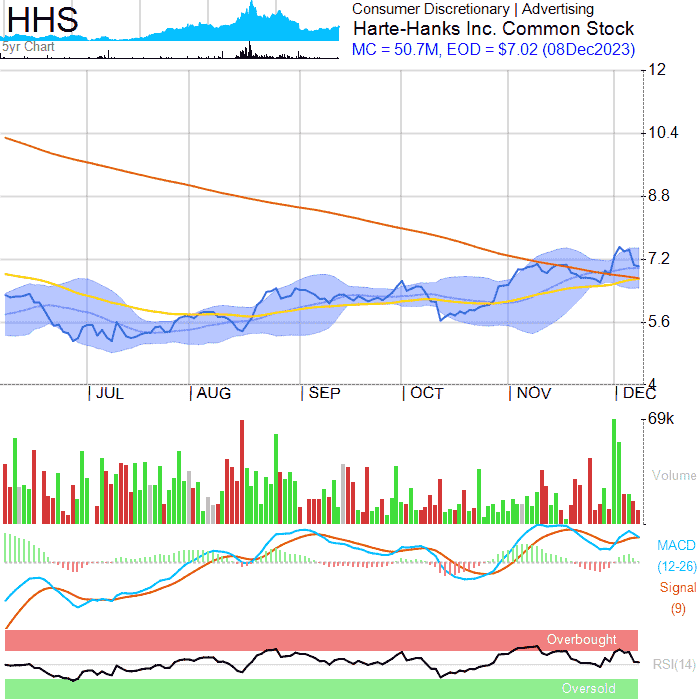 HHS
5yr Chart
Consumer Discretionary | Advertising
Harte-Hanks Inc. Common Stock
MC = 50.7M, EOD = $7.02 (08Dec2023)
12
10.4
8.8
7.2
5.6
4
JUL AUG SEP OCT NOV DEC
69k
Volume
MACD
(12-26)
Signal
(9)
Overbought
RSI(14)
Oversold